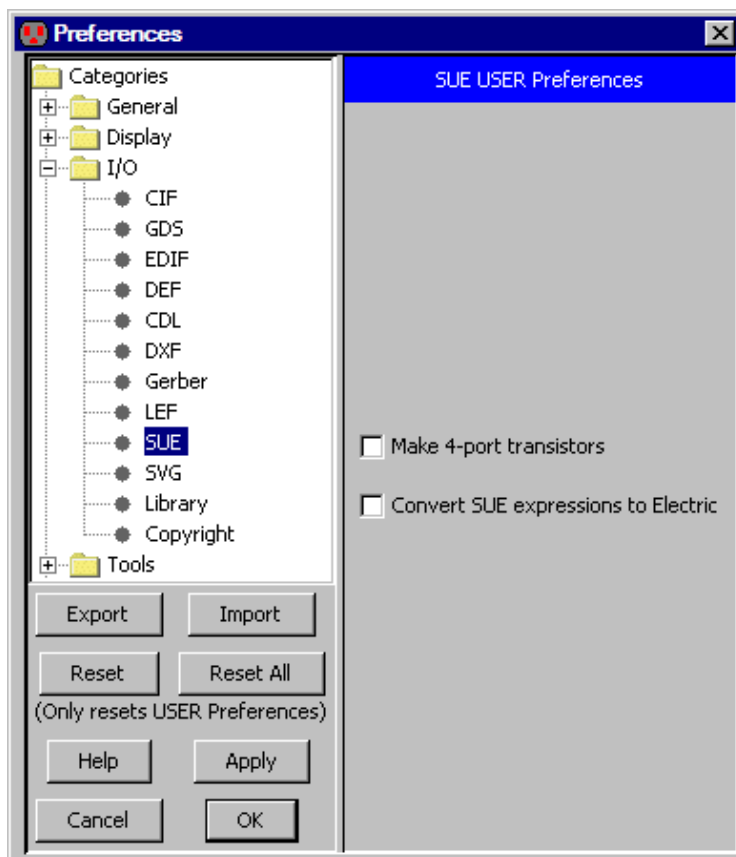 Preferences
Categories
General
Display
I/O
CIF
GDS
EDIF
DEF
CDL
DXF
Gerber
LEF
SUE
SVG
Library
Copyright
Tools
Export Import
Reset Reset All
(Only resets USER Preferences)
Help Apply
Cancel OK
SUE USER Preferences
Make 4-port transistors
Convert SUE expressions to Electric